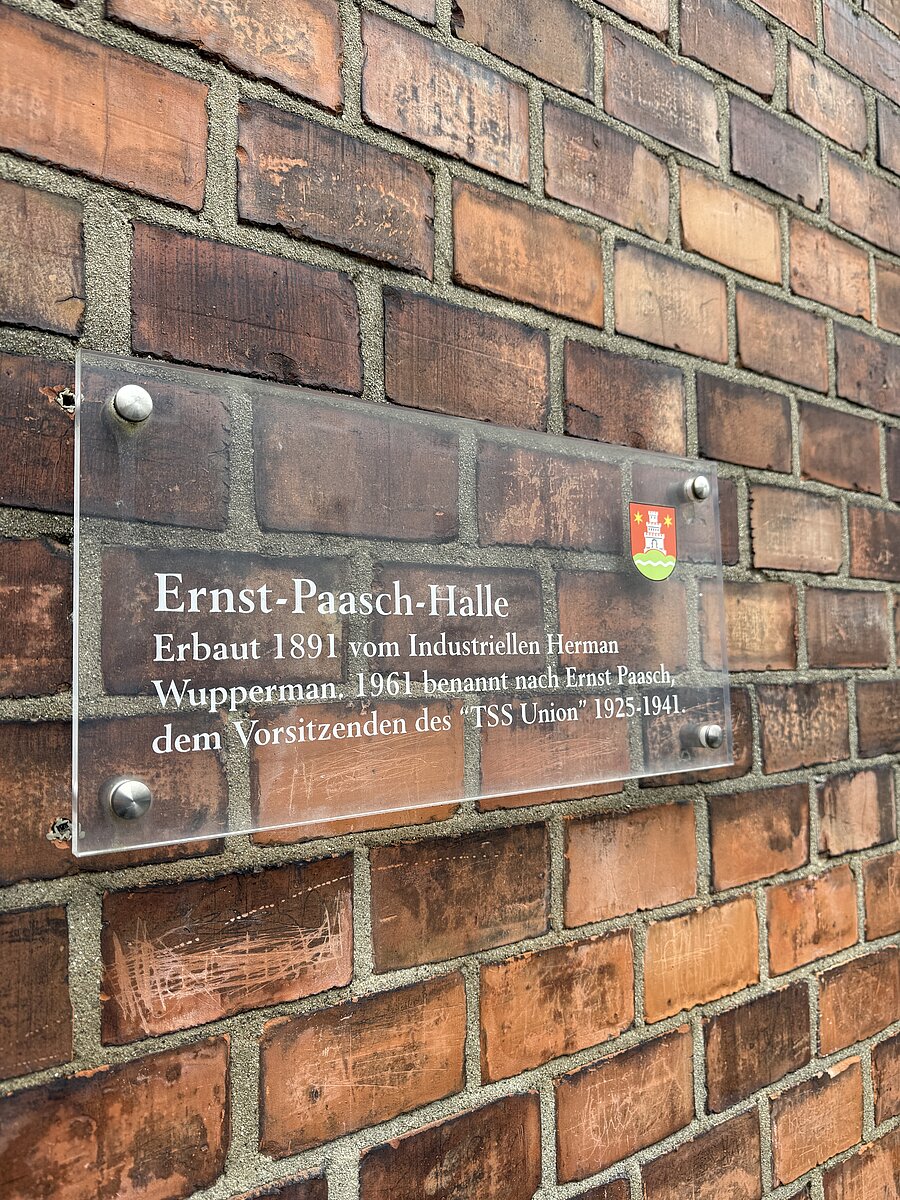 Ernst-Paasch-Halle
Erbaut 1891 vom Industriellen Herman
Wupperman. 1961 benannt nach Ernst Paasch,
dem Vorsitzenden des “TSS Union” 1925-1941.